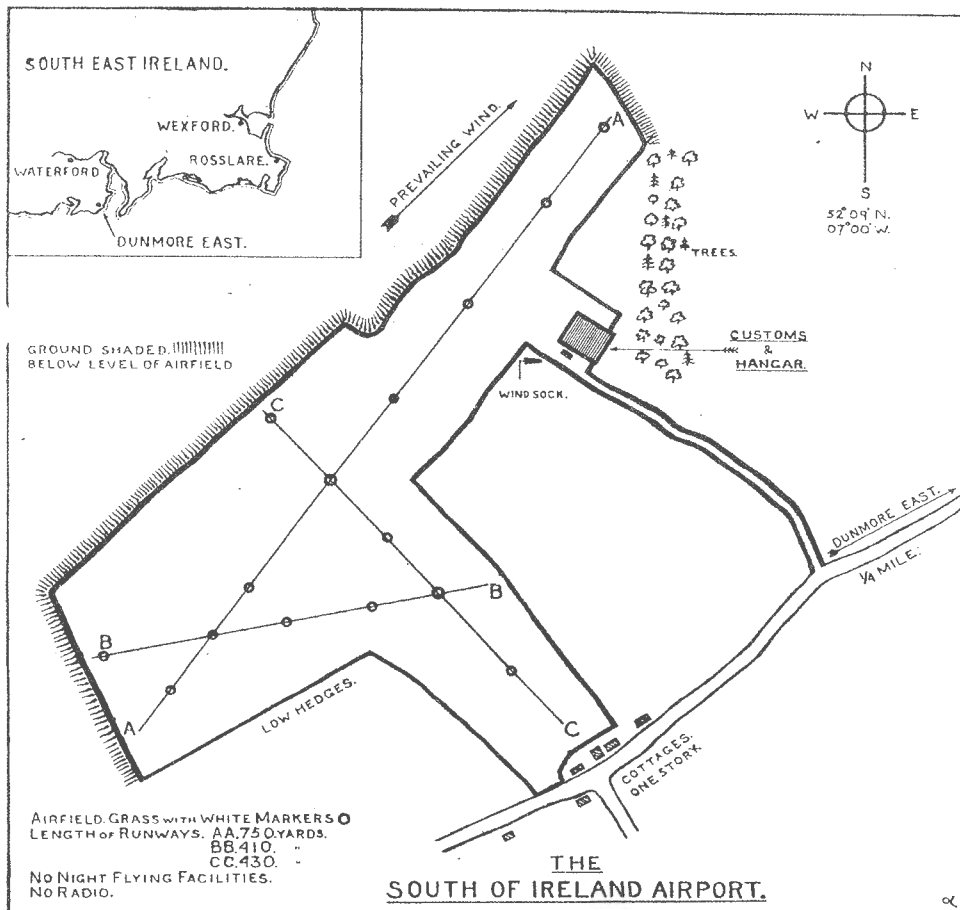 SOUTH EAST IRELAND.
WEXFORD.
ROSSLARE.
WATERFORD
DUNMORE EAST.
PREVAILING WIND.
N
W
E
S
52° 09' N.
07° 00' W.
A
TREES.
CUSTOMS
&
HANGAR.
WIND SOCK.
GROUND SHADED.
BELOW LEVEL OF AIRFIELD
C
DUNMORE EAST.
1/4 MILE.
B
B
A
LOW HEDGES.
C
COTTAGES.
ONE STORY.
AIRFIELD. GRASS WITH WHITE MARKERS
LENGTH OF RUNWAYS. AA. 750. YARDS.
BB. 410. "
CC. 430. "
NO NIGHT FLYING FACILITIES.
NO RADIO.
THE
SOUTH OF IRELAND AIRPORT.